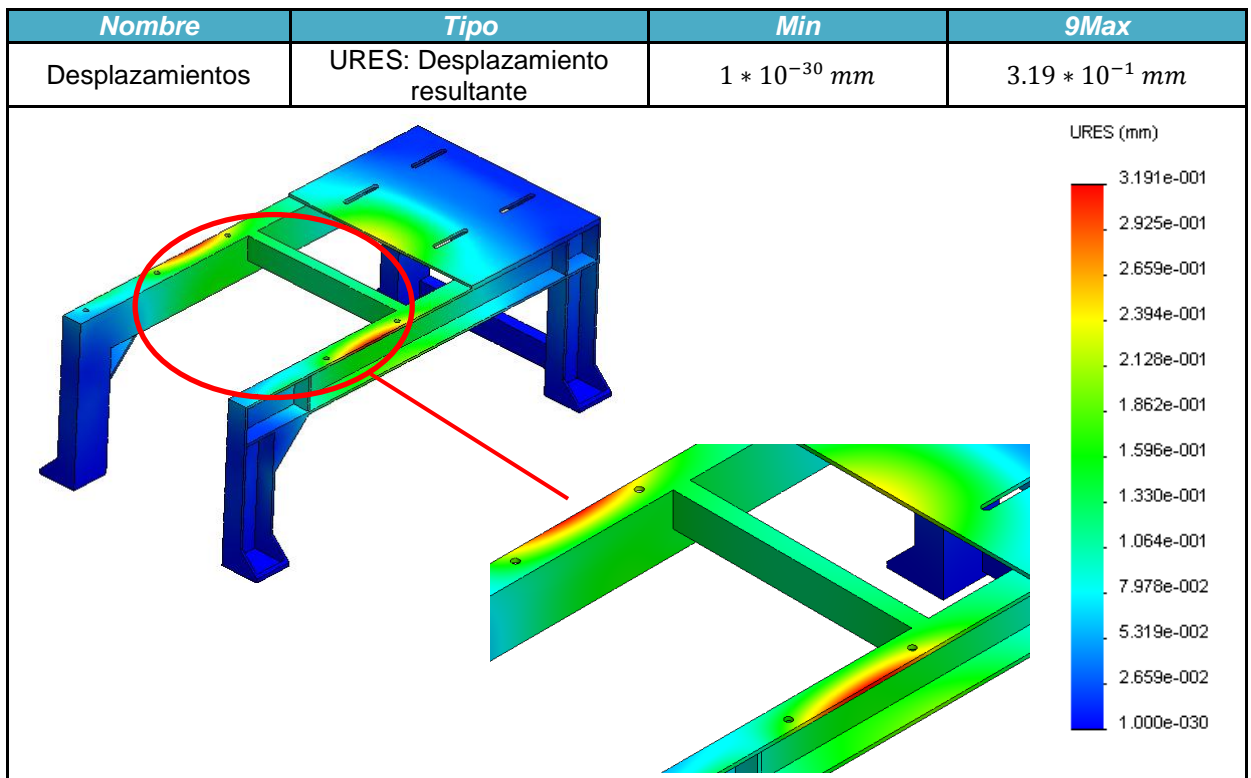 Nombre Tipo Min 9Max
Desplazamientos URES: Desplazamiento resultante 1 ∗ 10⁻³⁰ mm 3.19 ∗ 10⁻¹ mm
URES (mm)
3.191e-001
2.925e-001
2.659e-001
2.394e-001
2.128e-001
1.862e-001
1.596e-001
1.330e-001
1.064e-001
7.978e-002
5.319e-002
2.659e-002
1.000e-030